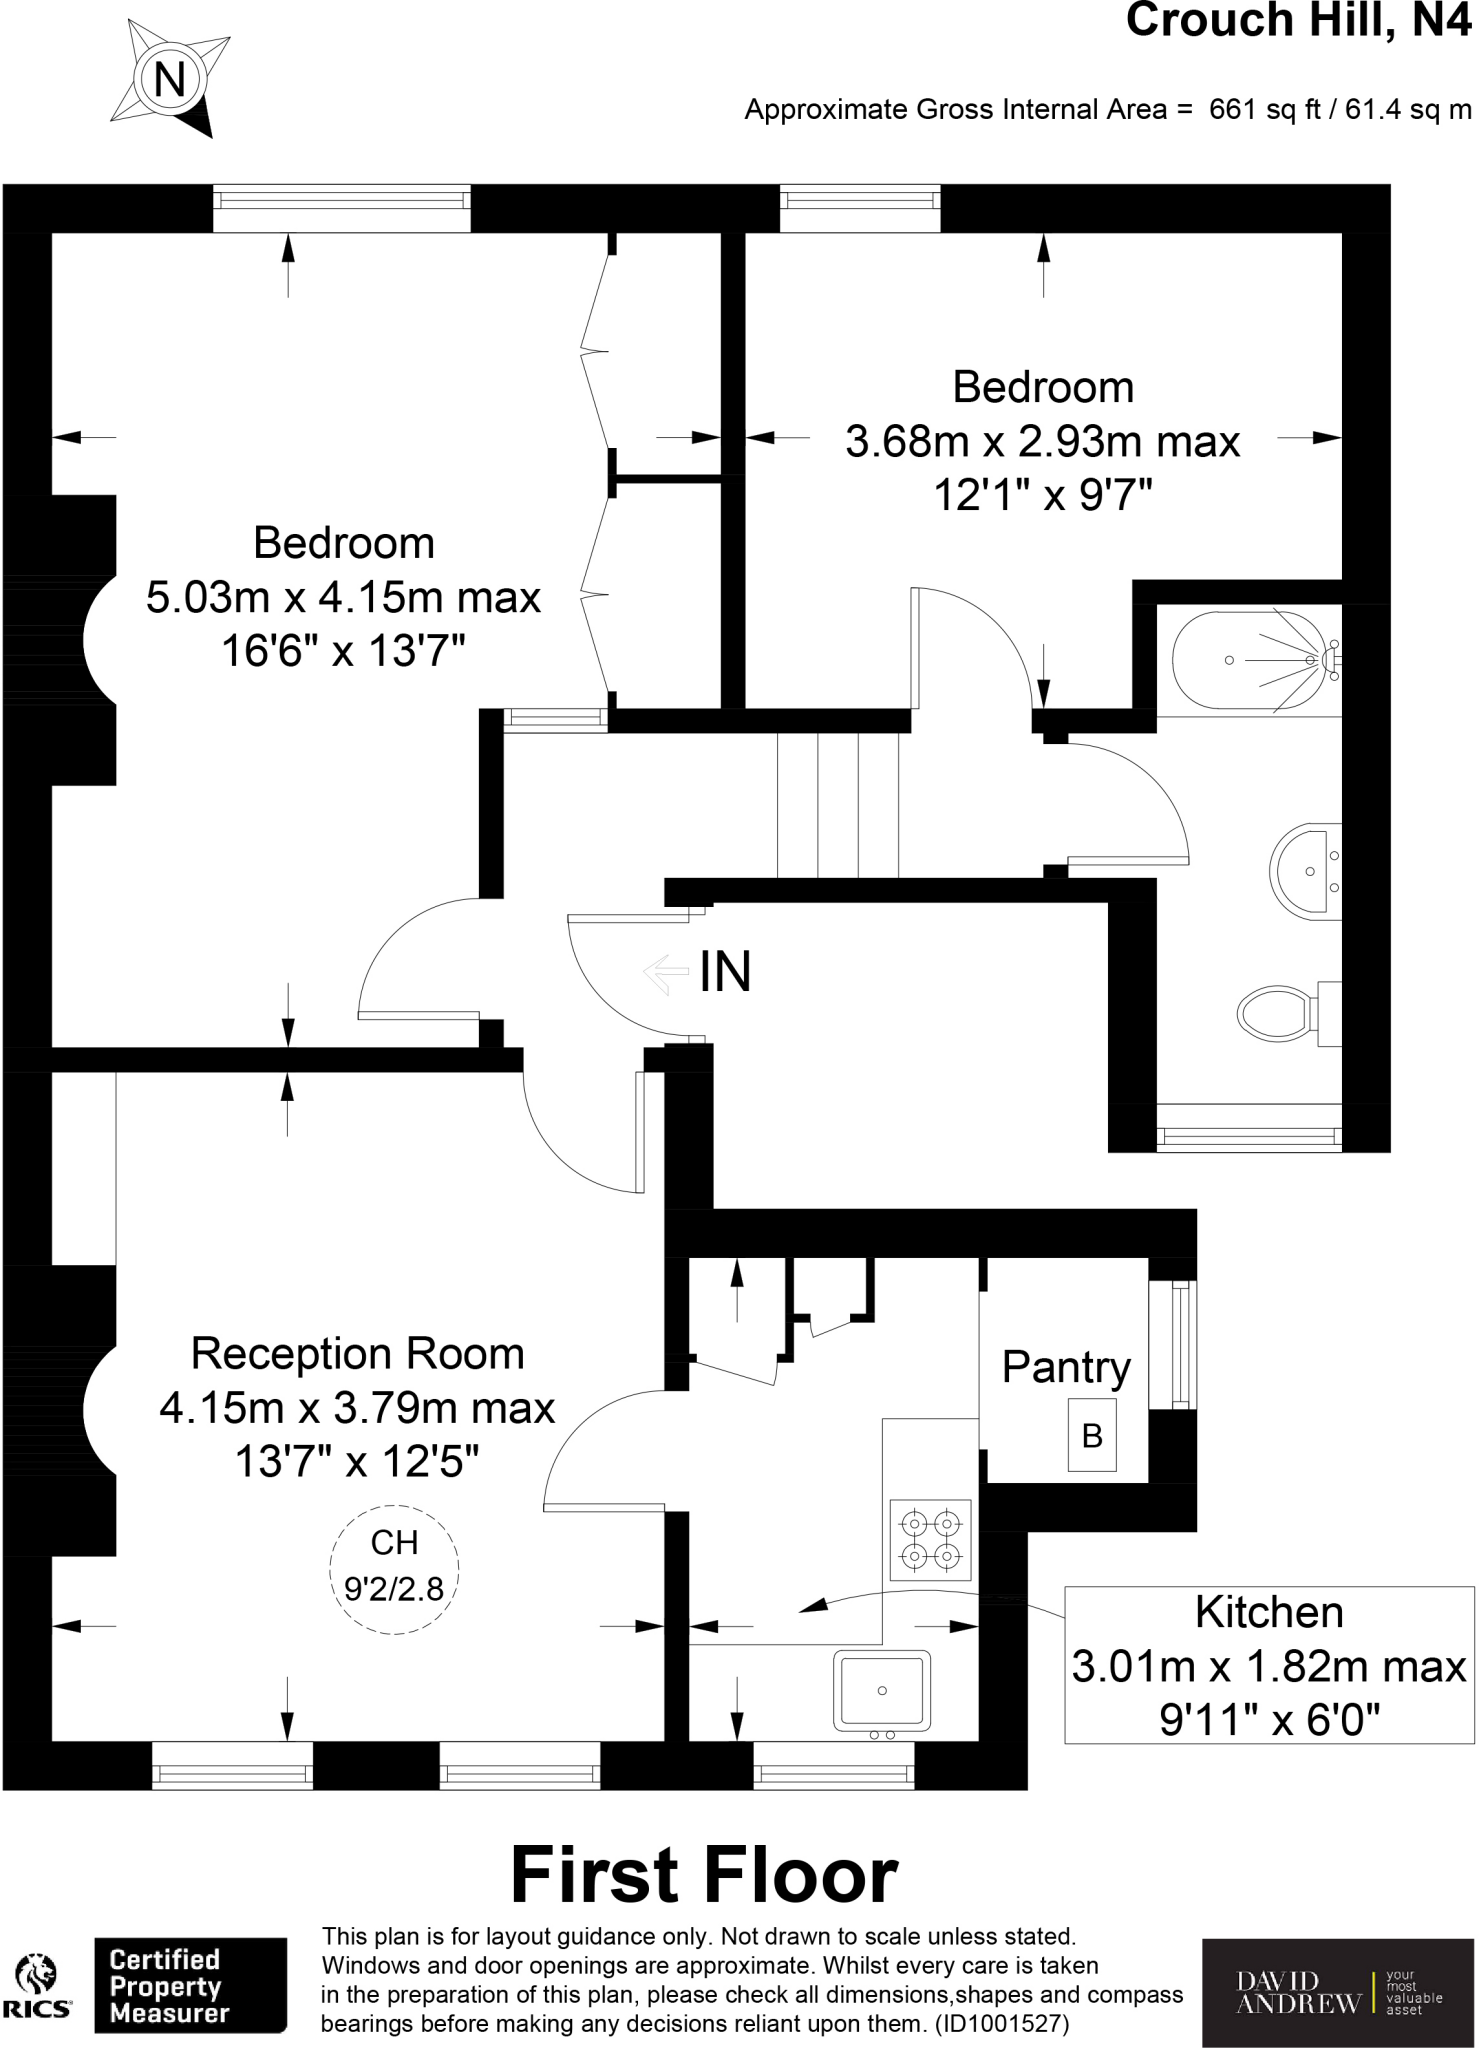 Crouch Hill, N4
N
Approximate Gross Internal Area = 661 sq ft / 61.4 sq m
Bedroom
3.68m x 2.93m max
12'1" x 9'7"
Bedroom
5.03m x 4.15m max
16'6" x 13'7"
IN
Reception Room
4.15m x 3.79m max
13'7" x 12'5"
CH
9'2/2.8
Pantry
B
Kitchen
3.01m x 1.82m max
9'11" x 6'0"
First Floor
This plan is for layout guidance only. Not drawn to scale unless stated.
Windows and door openings are approximate. Whilst every care is taken
in the preparation of this plan, please check all dimensions,shapes and compass
bearings before making any decisions reliant upon them. (ID1001527)
RICS
Certified
Property
Measurer
DAVID
ANDREW
your
most
valuable
asset